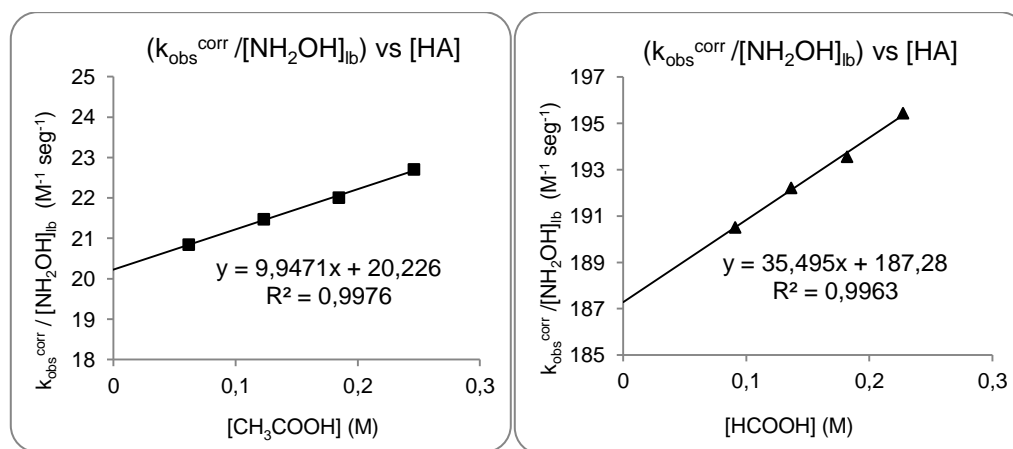 (k_obs^corr /[NH₂OH]_lb) vs [HA]
k_obs^corr / [NH₂OH]_lb (M⁻¹ seg⁻¹)
25
24
23
22
21
20
19
18
y = 9,9471x + 20,226
R² = 0,9976
0
0,1
0,2
0,3
[CH₃COOH] (M)
(k_obs^corr /[NH₂OH]_lb) vs [HA]
k_obs^corr /[NH₂OH]_lb (M⁻¹ seg⁻¹)
197
195
193
191
189
187
185
y = 35,495x + 187,28
R² = 0,9963
0
0,1
0,2
0,3
[HCOOH] (M)